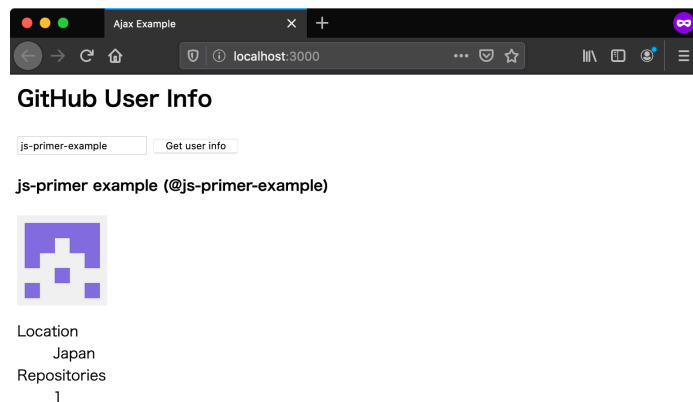 Ajax Example
localhost:3000
GitHub User Info
js-primer-example Get user info
js-primer example (@js-primer-example)
Location
Japan
Repositories
1